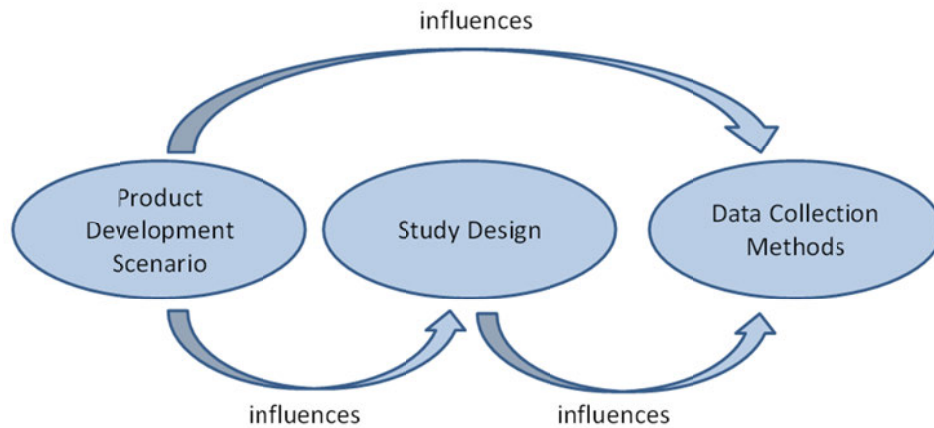 influences
Product
Development
Scenario
Study Design
Data Collection
Methods
influences
influences